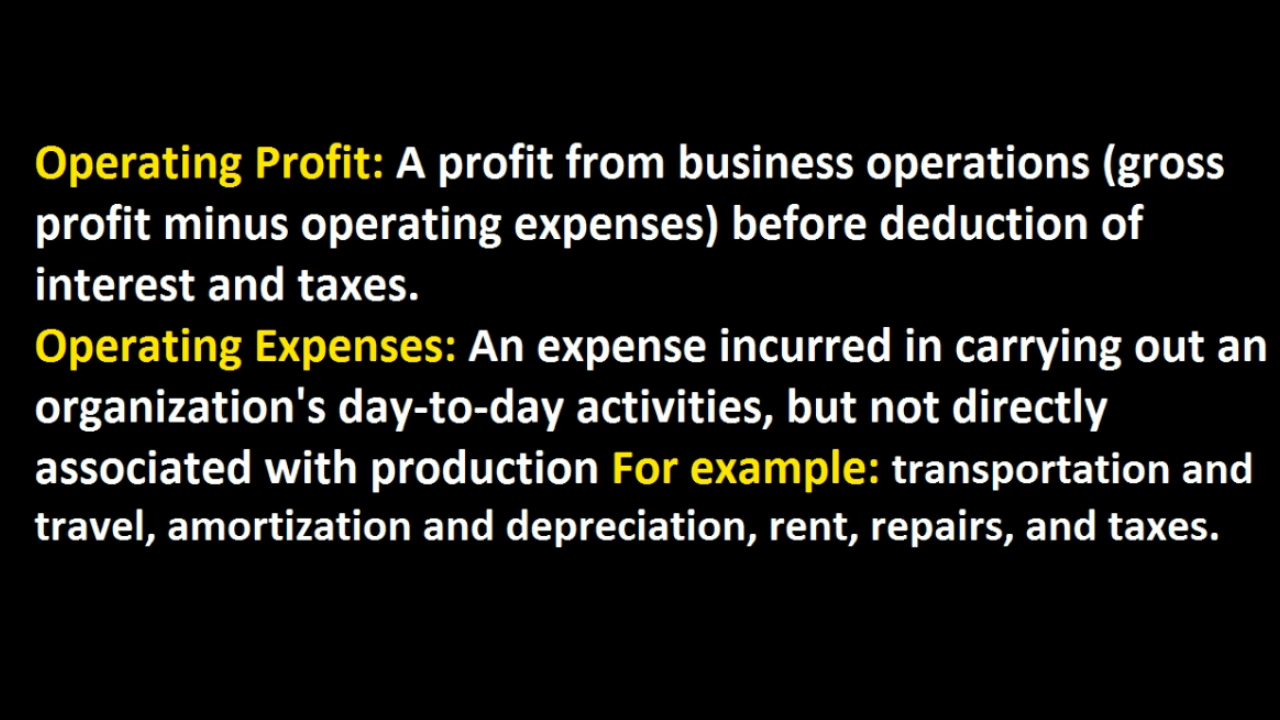 Operating Profit: A profit from business operations (gross
profit minus operating expenses) before deduction of
interest and taxes.
Operating Expenses: An expense incurred in carrying out an
organization's day-to-day activities, but not directly
associated with production For example: transportation and
travel, amortization and depreciation, rent, repairs, and taxes.